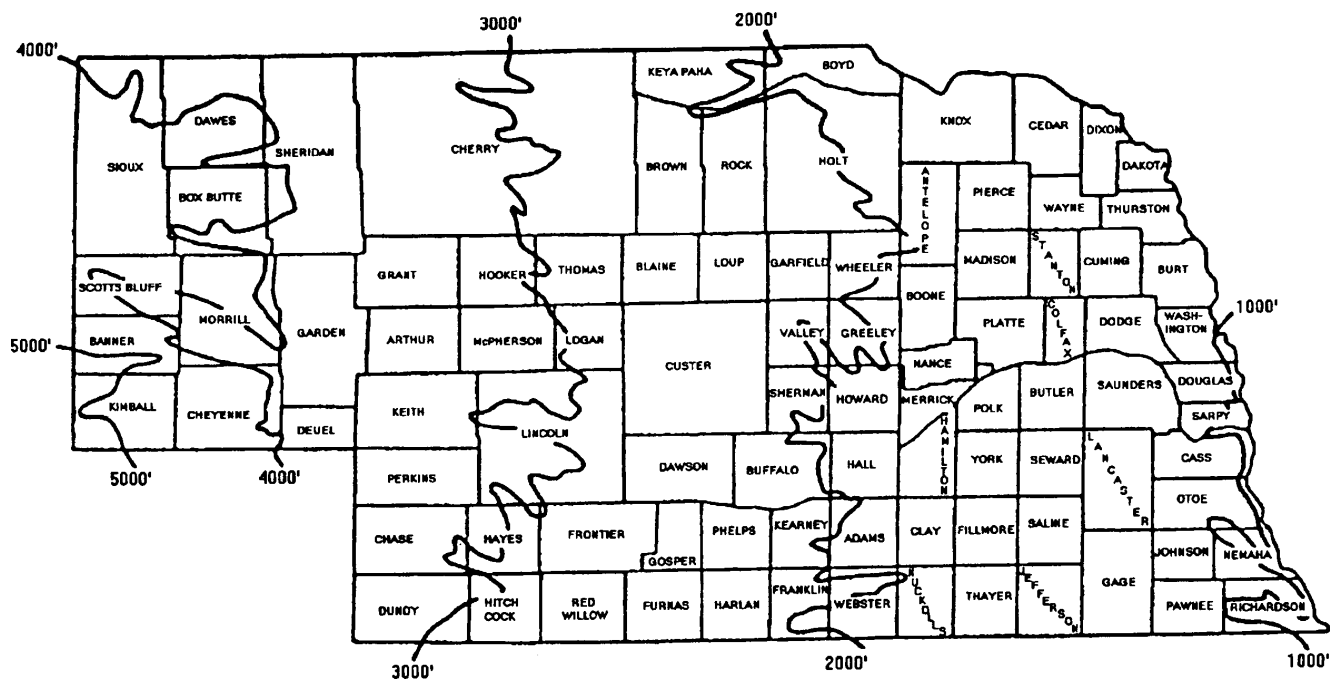 3000'
2000'
4000'
KEYA PAHA
BOYD
DAWES
KNOX
CEDAR
DIXON
SIOUX
SHERIDAN
CHERRY
BROWN
ROCK
HOLT
DAKOTA
BOX BUTTE
ANTELOPE
PIERCE
WAYNE
THURSTON
GRANT
HOOKER
THOMAS
BLAINE
LOUP
GARFIELD
WHEELER
MADISON
STANTON
CUMING
BURT
SCOTTS BLUFF
MORRILL
GARDEN
BOONE
1000'
5000'
BANNER
ARTHUR
McPHERSON
LOGAN
CUSTER
VALLEY
GREELEY
PLATTE
COLFAX
DODGE
WASH-
INGTON
NANCE
KIMBALL
CHEYENNE
DEUEL
KEITH
LINCOLN
SHERMAN
HOWARD
MERRICK
POLK
BUTLER
SAUNDERS
DOUGLAS
SARPY
5000'
4000'
PERKINS
DAWSON
BUFFALO
HALL
HAMILTON
YORK
SEWARD
LANCASTER
CASS
OTOE
CHASE
HAYES
FRONTIER
GOSPER
PHELPS
KEARNEY
ADAMS
CLAY
FILLMORE
SALINE
JOHNSON
NEMAHA
DUNDY
HITCH
COCK
RED
WILLOW
FURNAS
HARLAN
FRANKLIN
WEBSTER
NUCKOLLS
THAYER
JEFFERSON
GAGE
PAWNEE
RICHARDSON
3000'
2000'
1000'